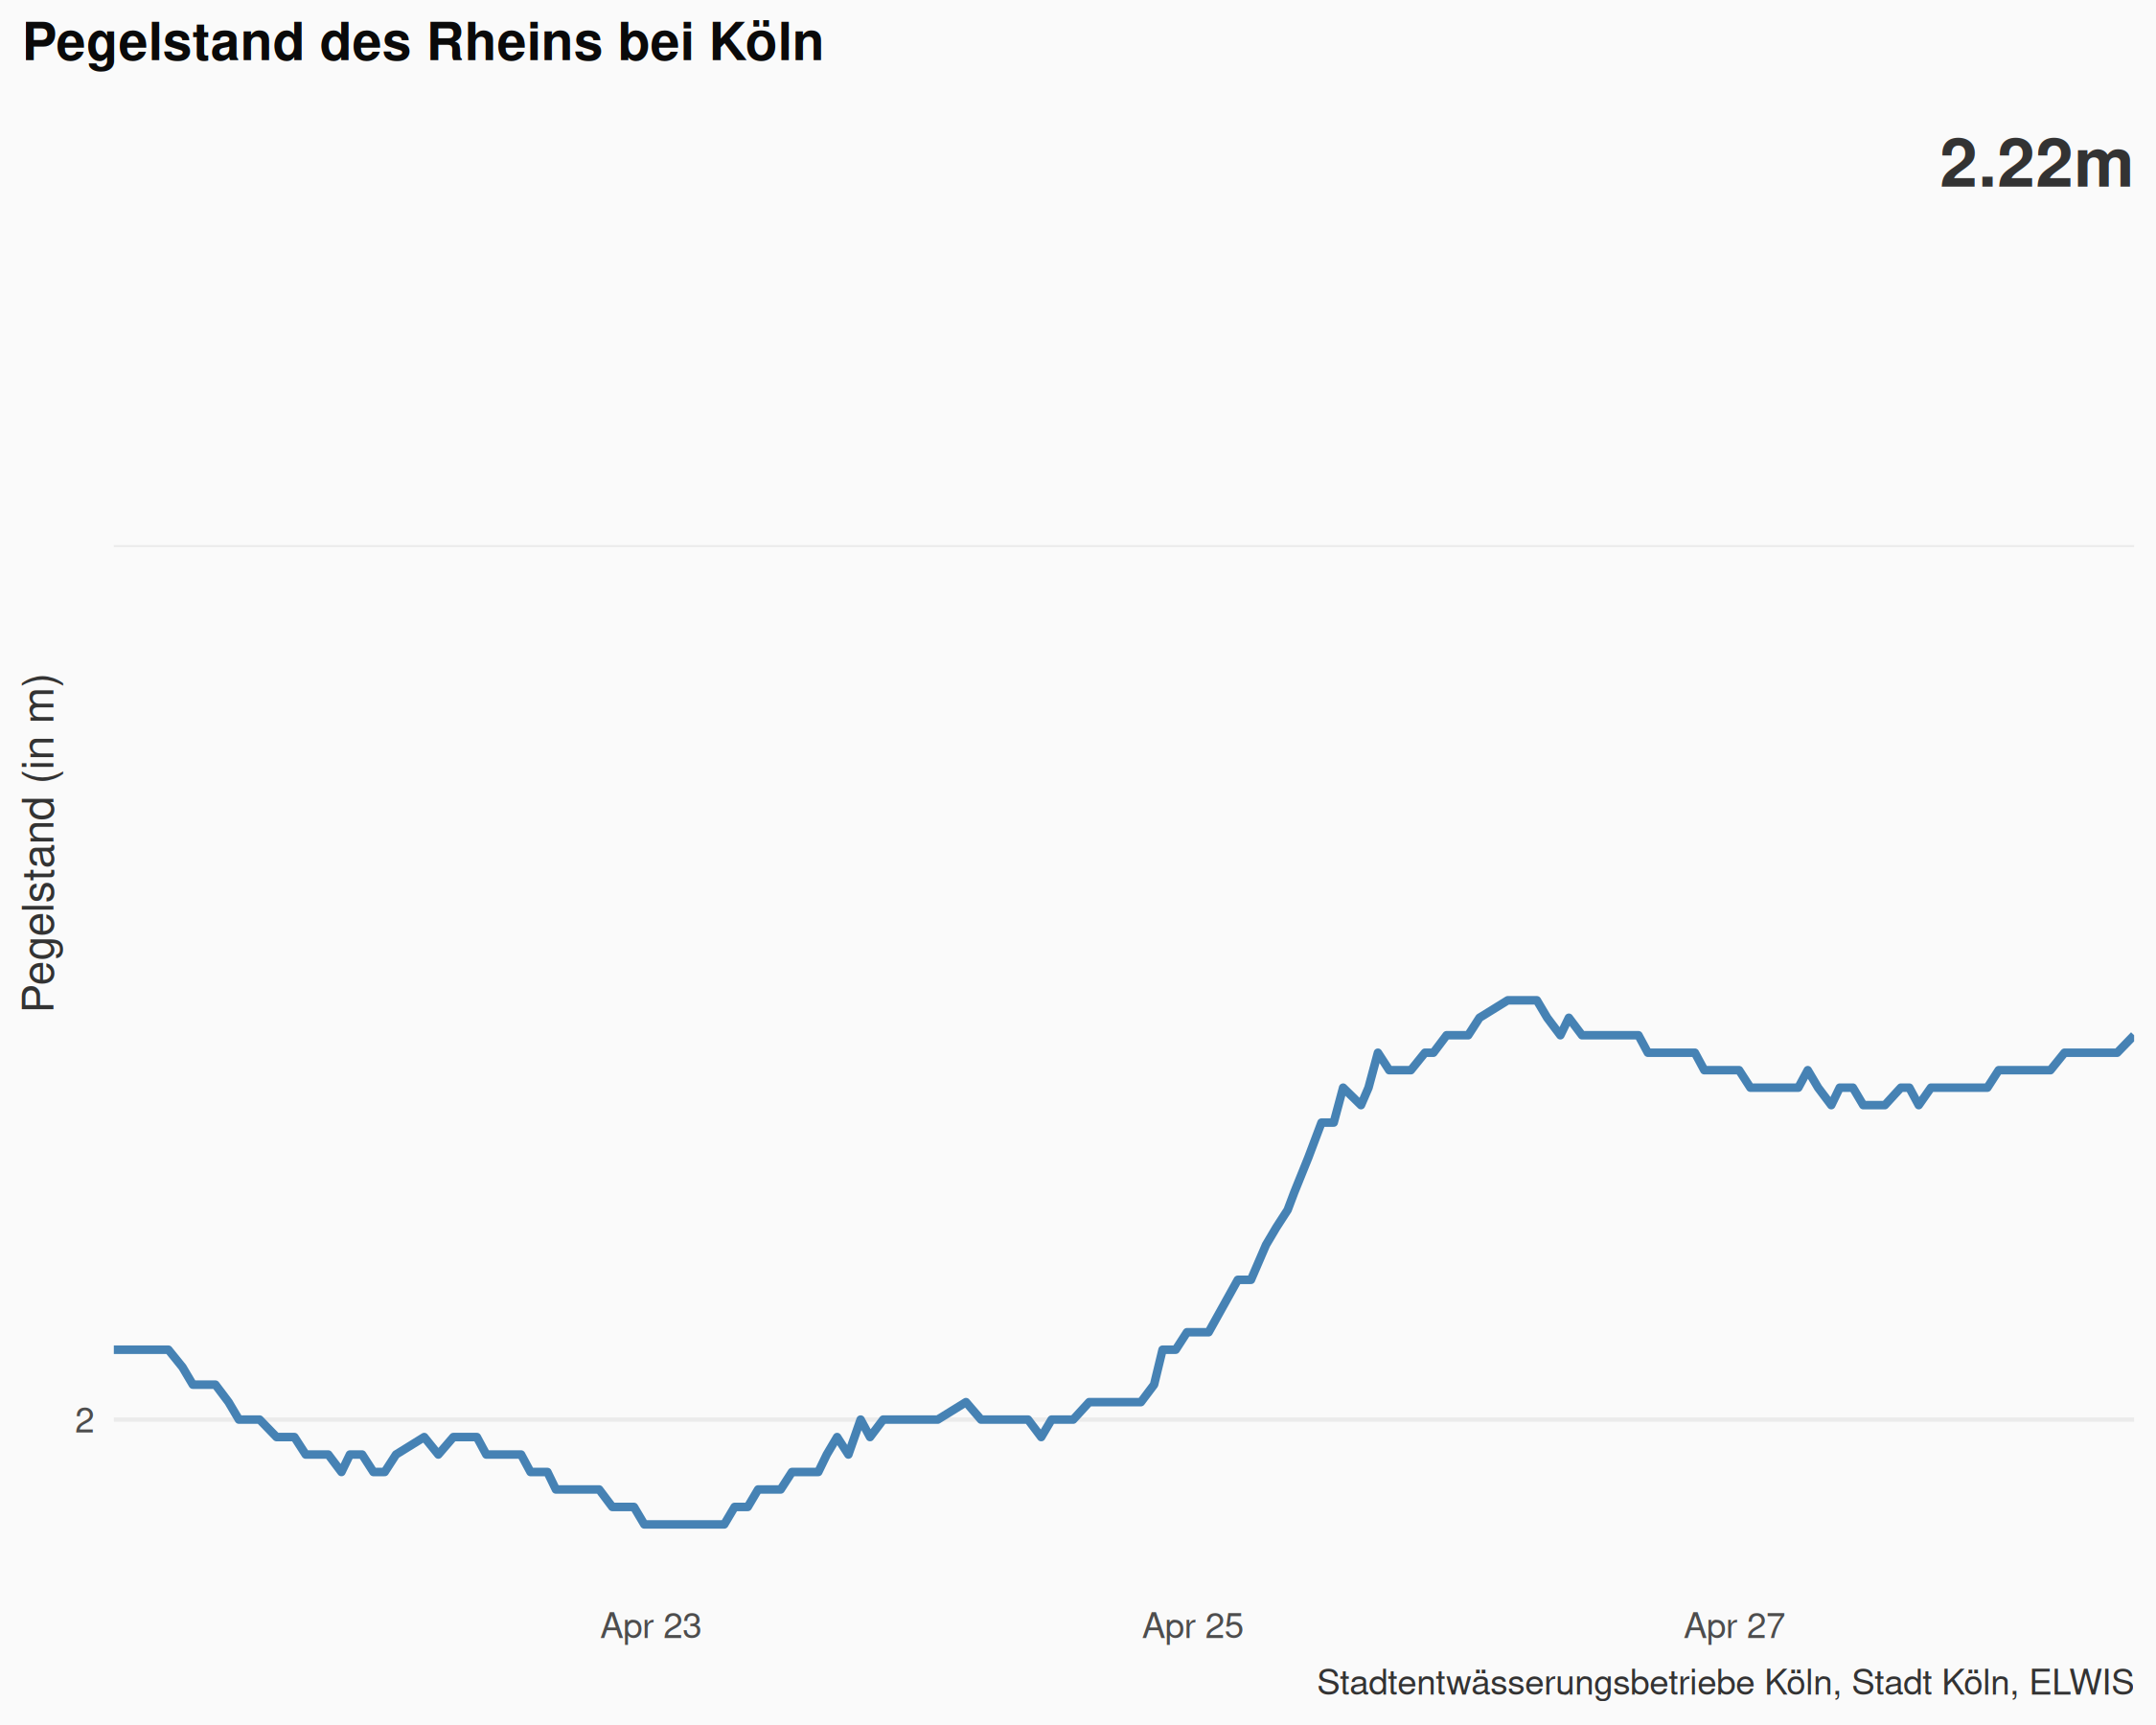 Pegelstand des Rheins bei Köln
2.22m
Pegelstand (in m)
2
Apr 23
Apr 25
Apr 27
Stadtentwässerungsbetriebe Köln, Stadt Köln, ELWIS